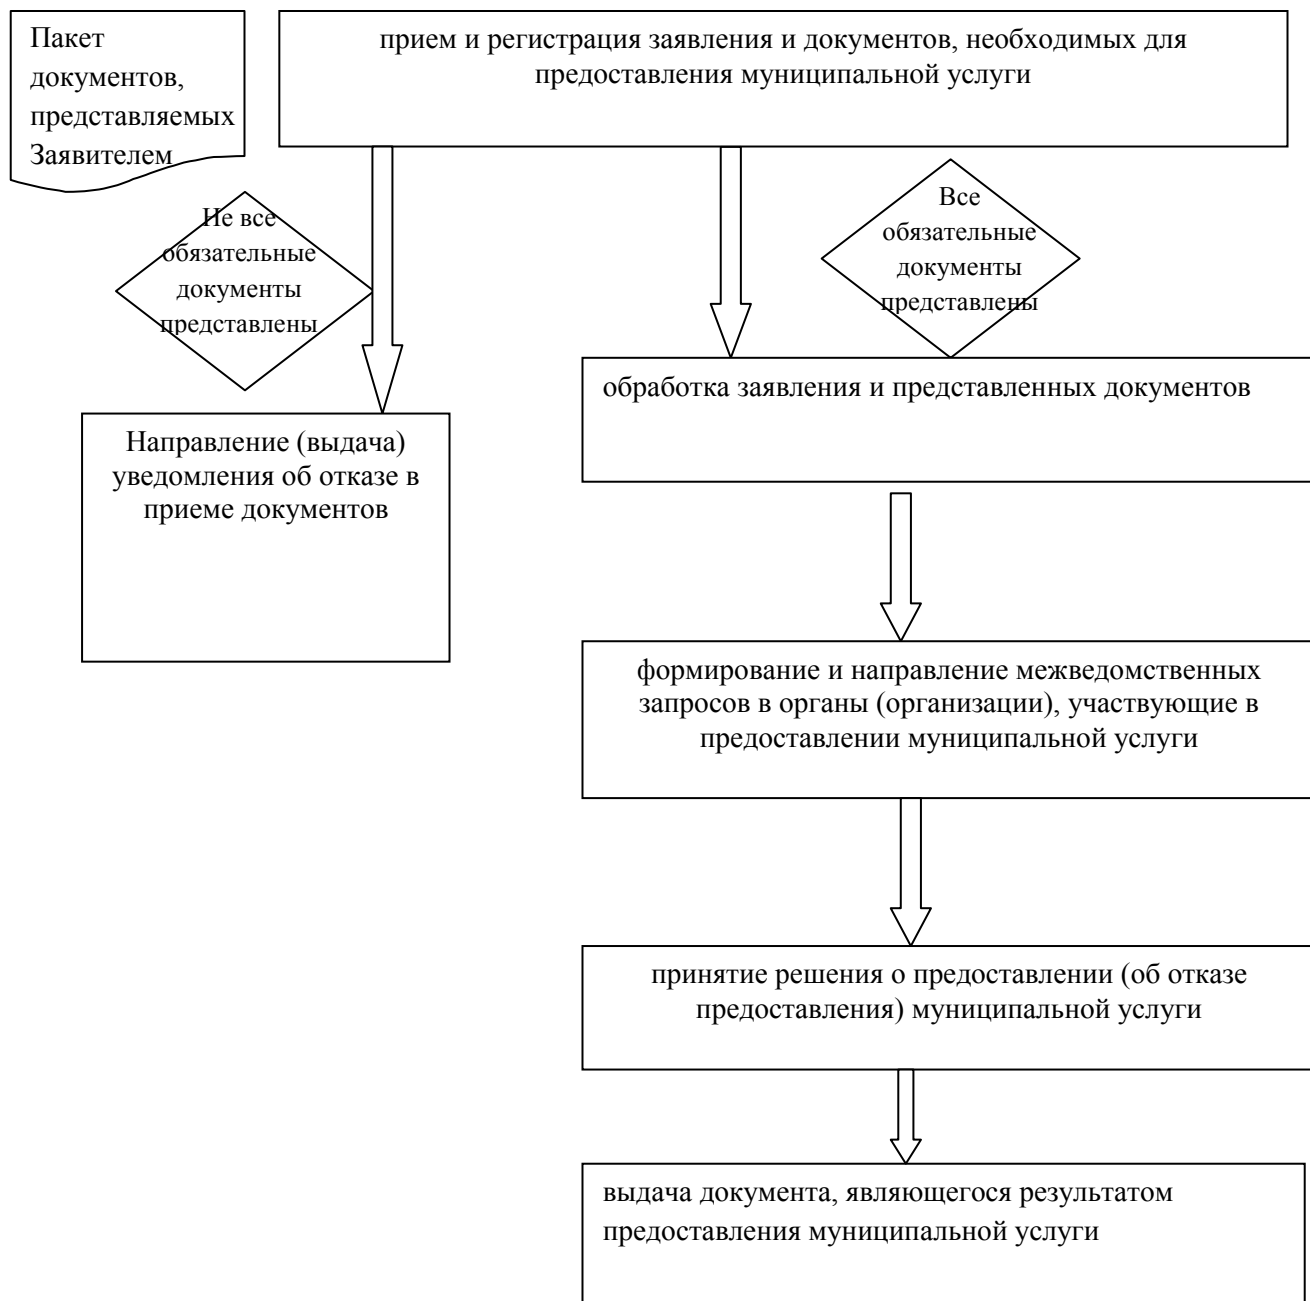 Пакет
документов,
представляемых
Заявителем
прием и регистрация заявления и документов, необходимых для
предоставления муниципальной услуги
Не все
обязательные
документы
представлены
Все
обязательные
документы
представлены
обработка заявления и представленных документов
Направление (выдача)
уведомления об отказе в
приеме документов
формирование и направление межведомственных
запросов в органы (организации), участвующие в
предоставлении муниципальной услуги
принятие решения о предоставлении (об отказе
предоставления) муниципальной услуги
выдача документа, являющегося результатом
предоставления муниципальной услуги